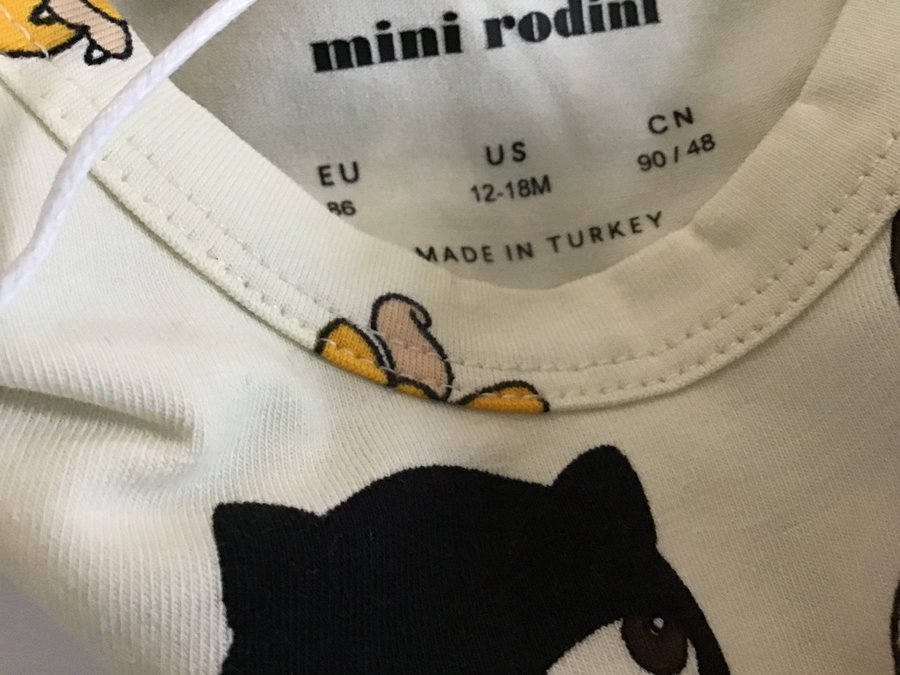 mini rodini
EU US CN
86 12-18M 90 / 48
MADE IN TURKEY